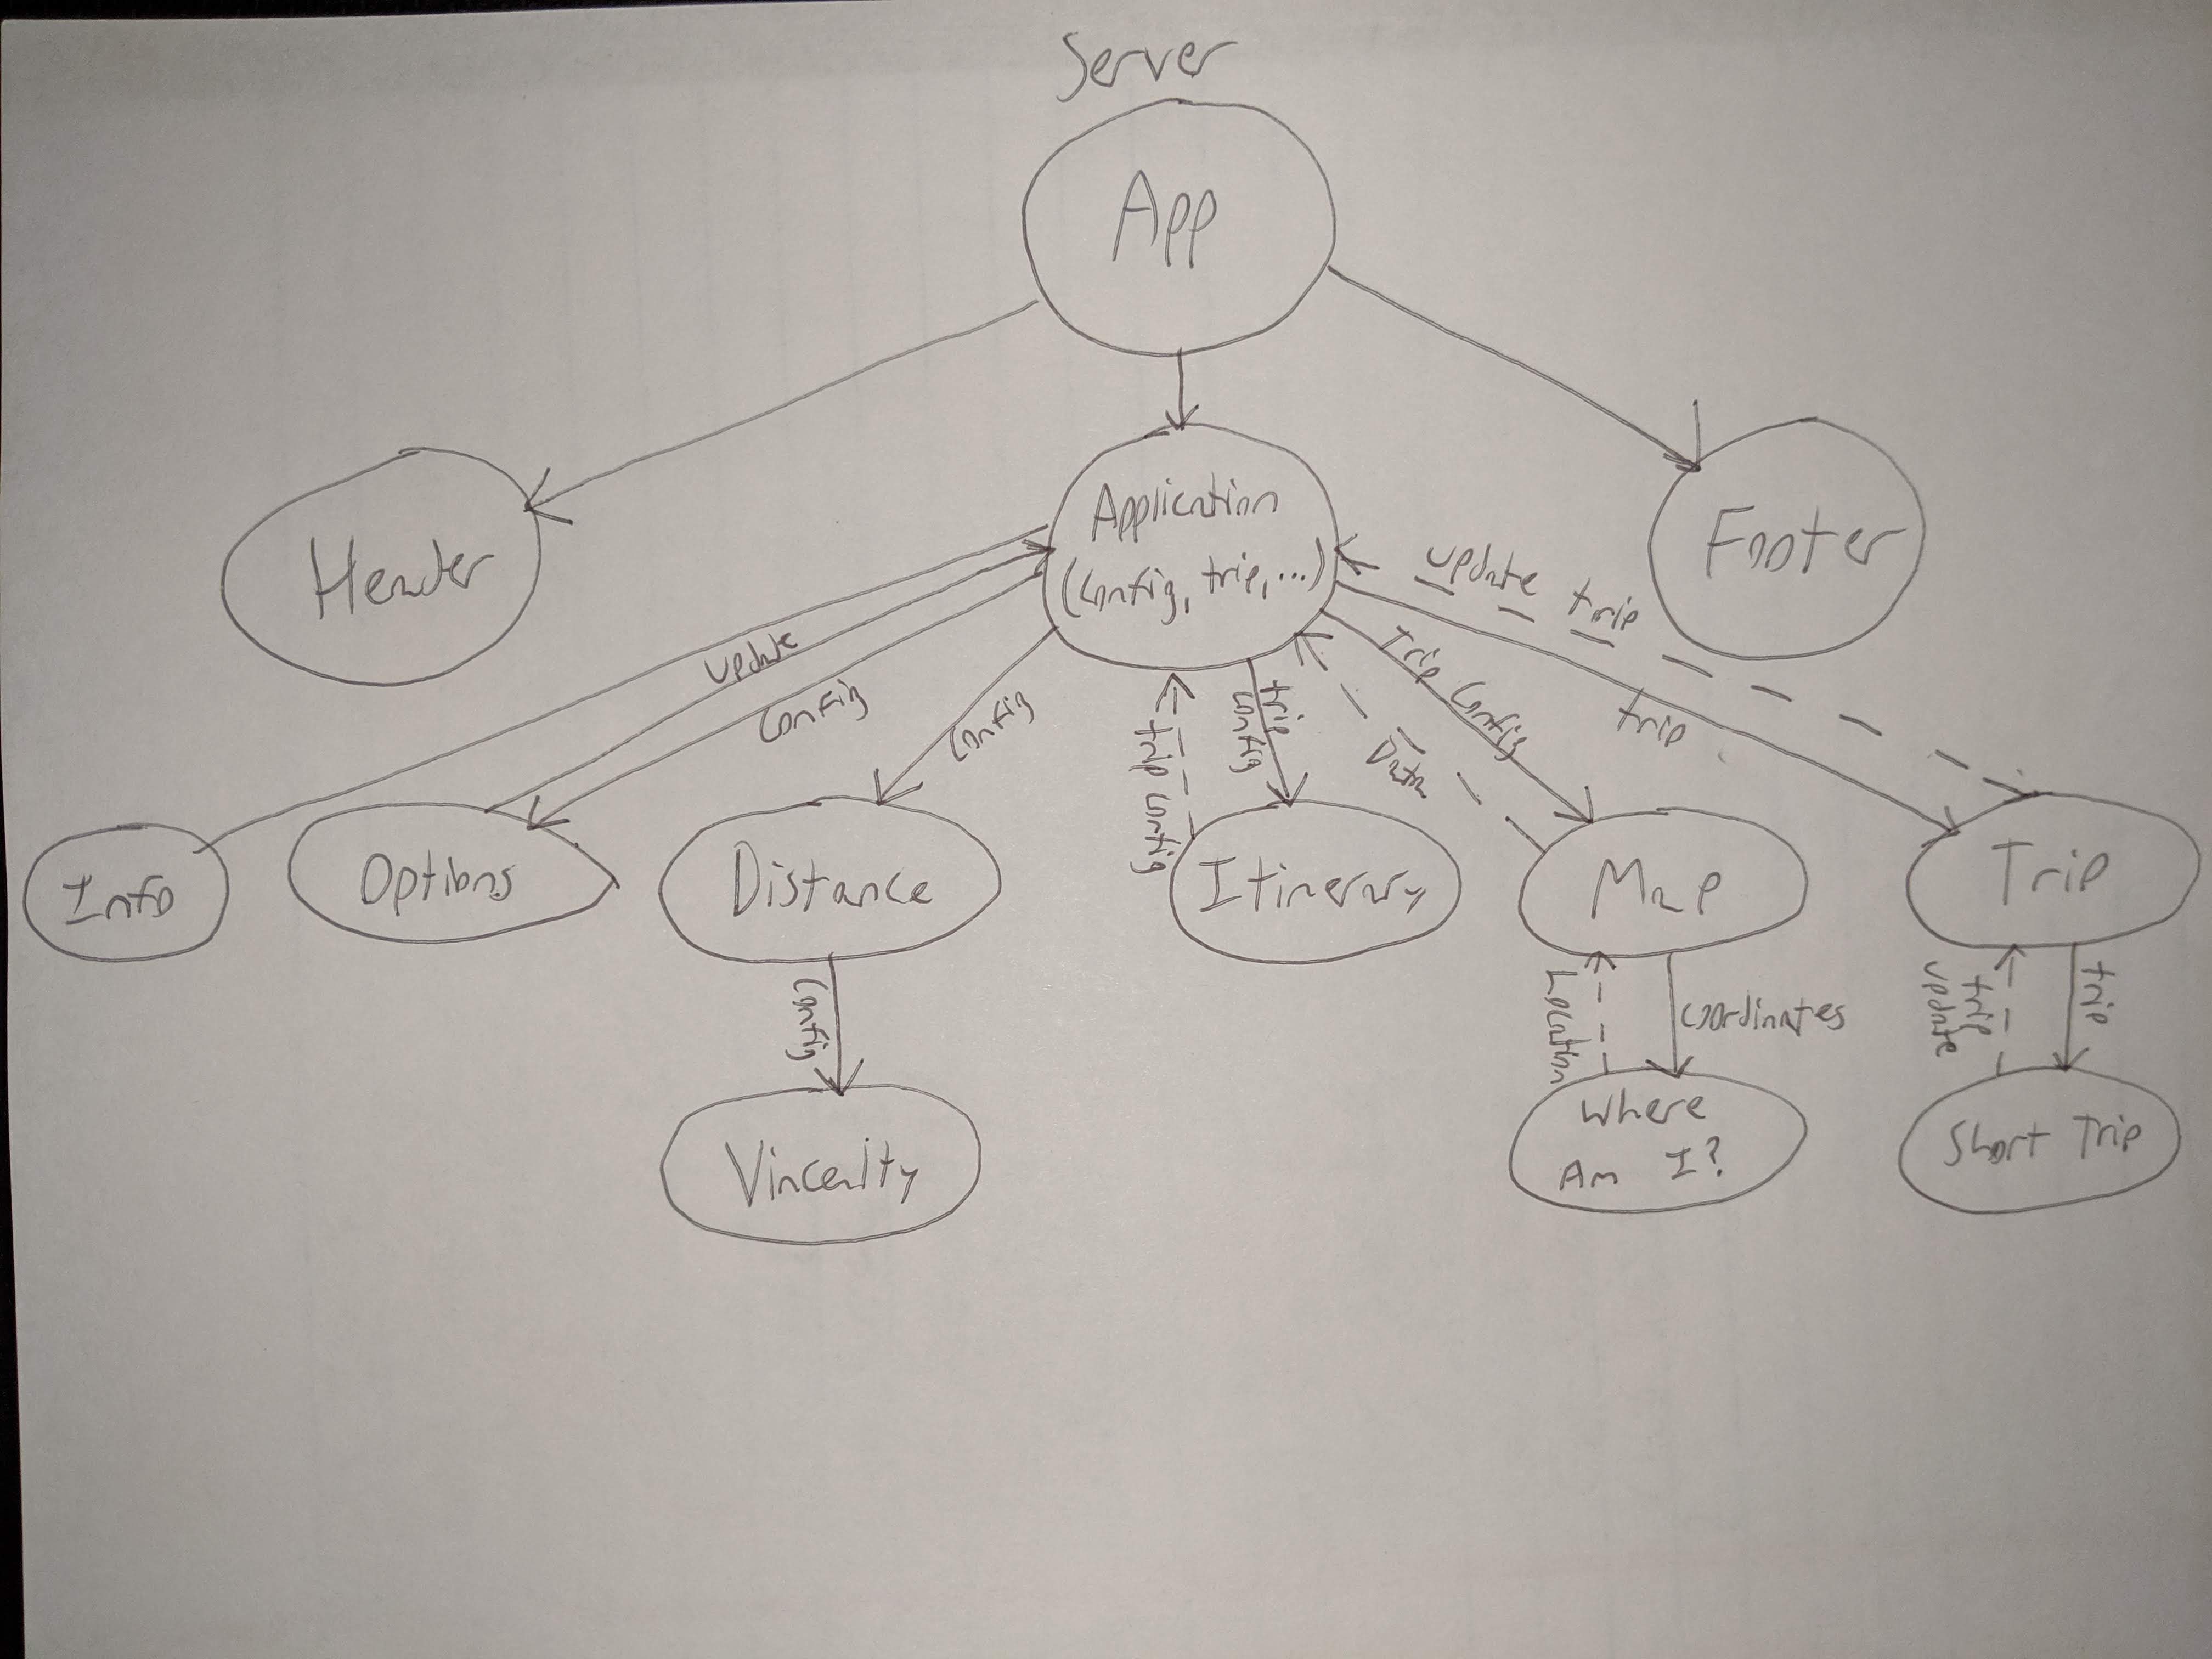 Server
App
Header
Application
(Config, trip, ...)
Footer
update trip
update
Config
Config
trip config
trip
config
Data
Trip Config
trip
Info
Options
Distance
Itinerary
Map
Trip
Config
Location
coordinates
trip
update
trip
Vincelty
Where
Am I?
Short Trip